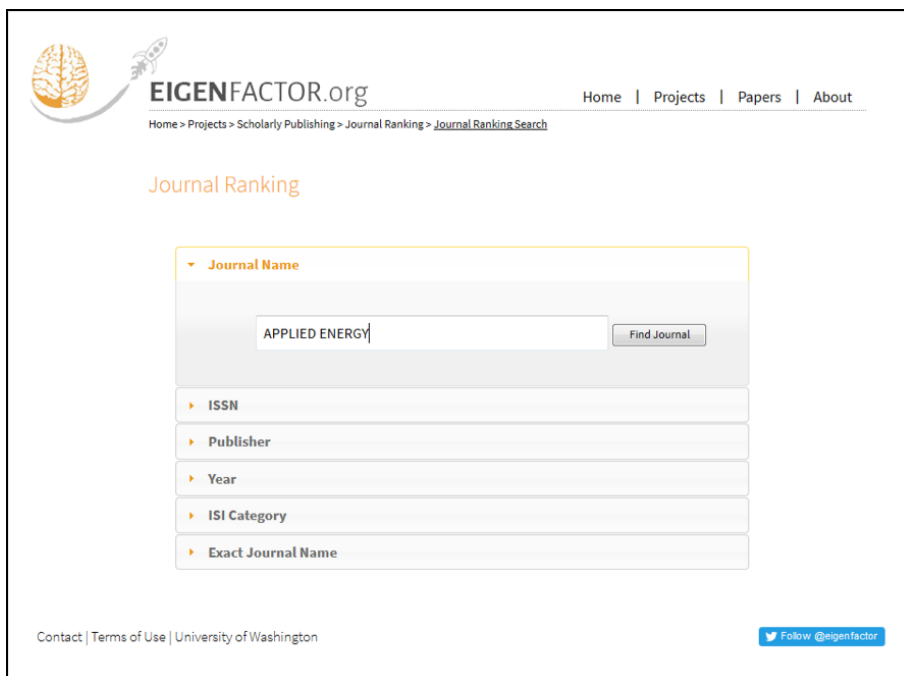 EIGENFACTOR.org
Home | Projects | Papers | About
Home > Projects > Scholarly Publishing > Journal Ranking > Journal Ranking Search
Journal Ranking
Journal Name
APPLIED ENERGY
Find Journal
ISSN
Publisher
Year
ISI Category
Exact Journal Name
Contact | Terms of Use | University of Washington
Follow @eigenfactor